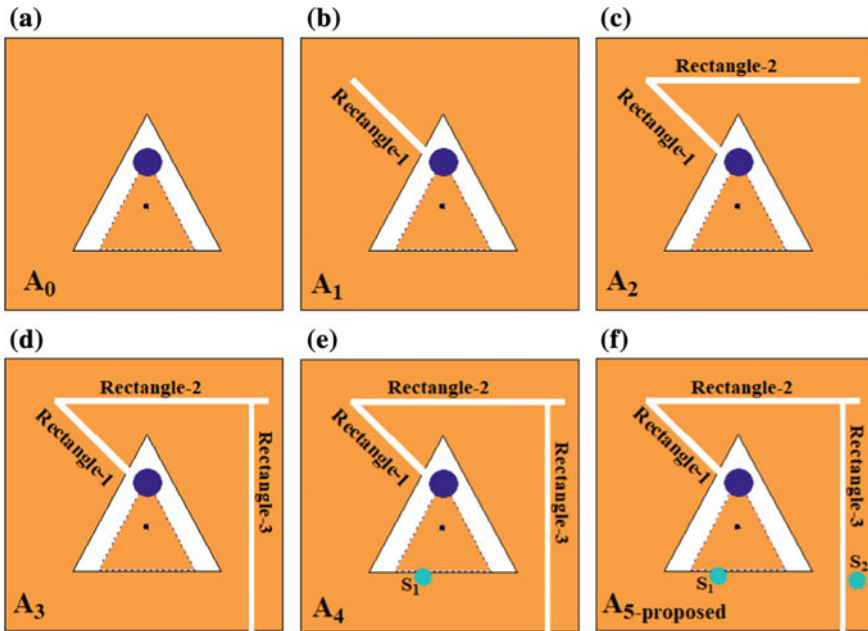 (a)
A0
(b)
Rectangle-1
A1
(c)
Rectangle-2
Rectangle-1
A2
(d)
Rectangle-2
Rectangle-1
Rectangle-3
A3
(e)
Rectangle-2
Rectangle-1
Rectangle-3
S1
A4
(f)
Rectangle-2
Rectangle-1
Rectangle-3
S2
S1
A5-proposed